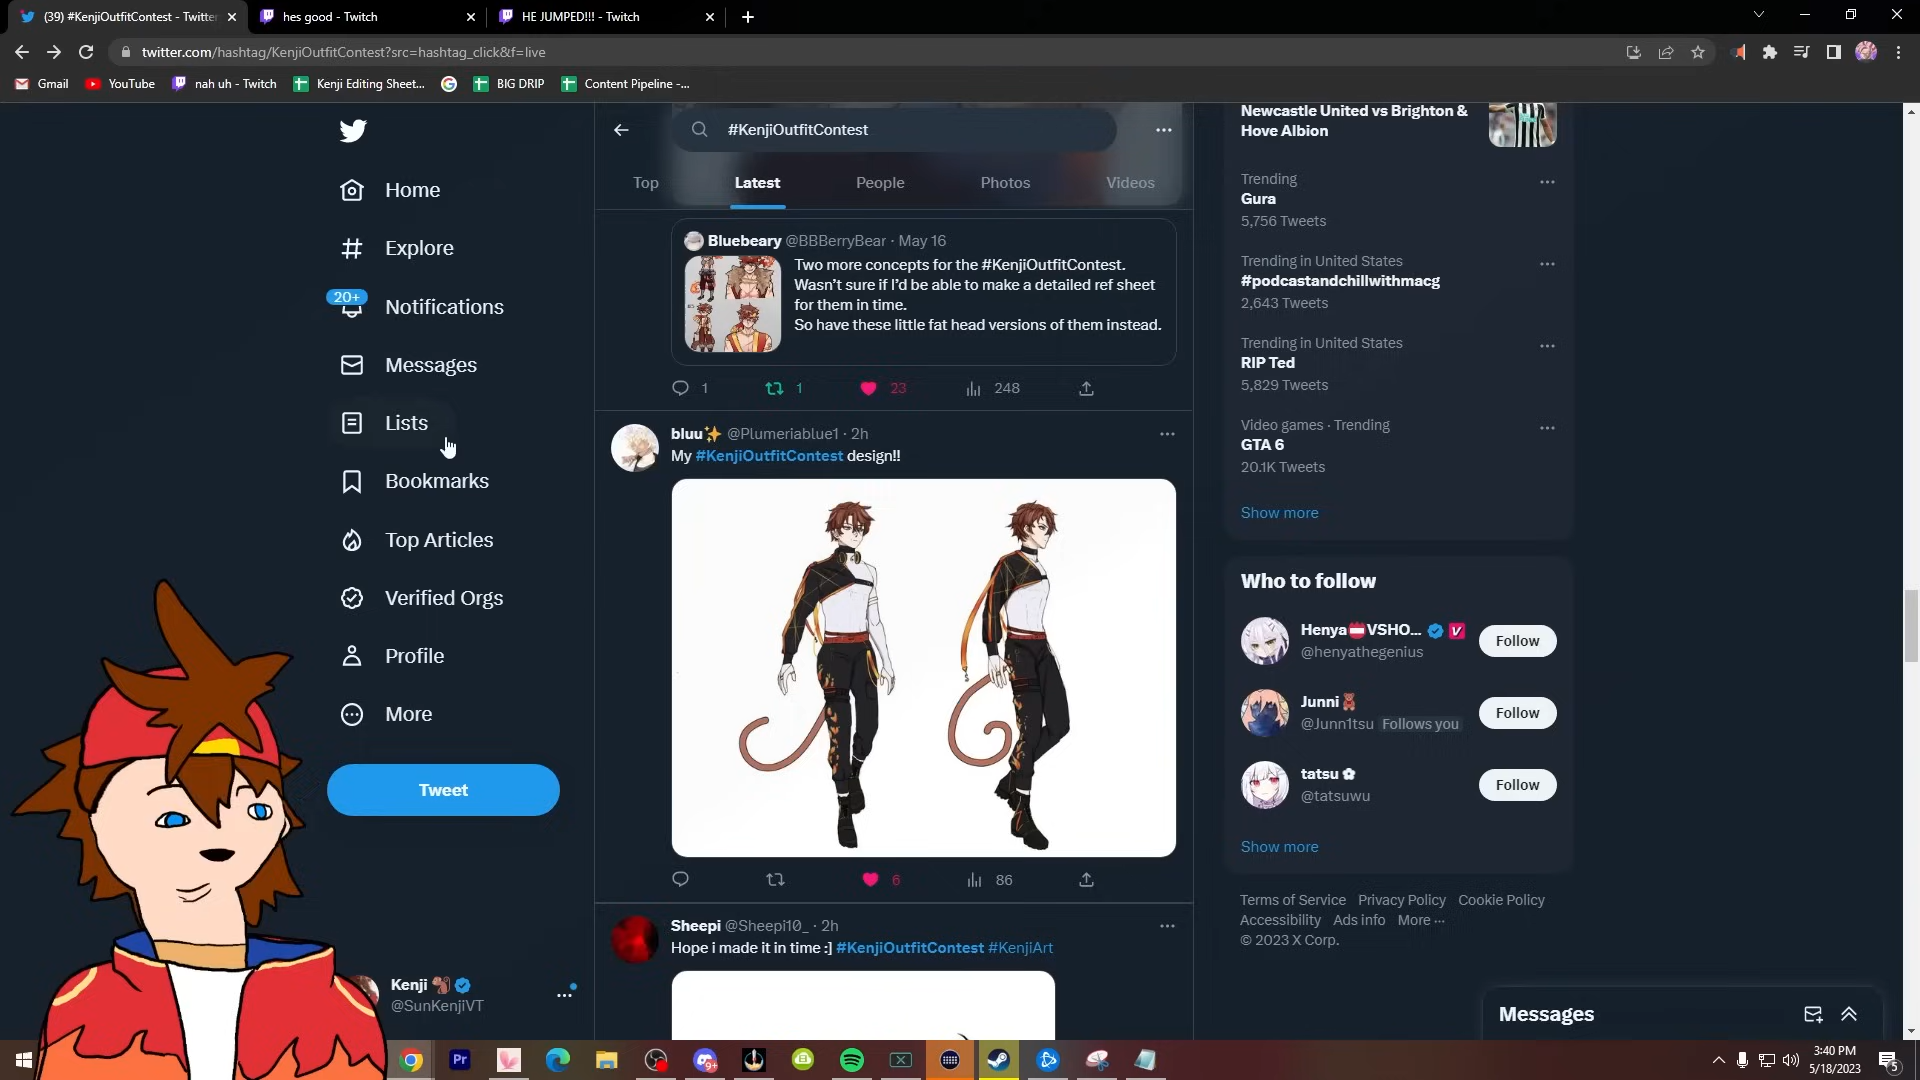 (39) #KenjiOutfitContest - Twitter
hes good - Twitch
HE JUMPED!!! - Twitch
twitter.com/hashtag/KenjiOutfitContest?src=hashtag_click&f=live
Gmail
YouTube
nah uh - Twitch
Kenji Editing Sheet...
BIG DRIP
Content Pipeline -...
Home
Explore
20+
Notifications
Messages
Lists
Bookmarks
Top Articles
Verified Orgs
Profile
More
Tweet
Kenji
@SunKenjiVT
#KenjiOutfitContest
Top
Latest
People
Photos
Videos
Bluebeary @BBBerryBear · May 16
Two more concepts for the #KenjiOutfitContest.
Wasn't sure if I'd be able to make a detailed ref sheet
for them in time.
So have these little fat head versions of them instead.
1
1
23
248
bluu✨ @Plumeriablue1 · 2h
My #KenjiOutfitContest design!!
6
86
Sheepi @Sheepi10_ · 2h
Hope i made it in time :] #KenjiOutfitContest #KenjiArt
Newcastle United vs Brighton &
Hove Albion
Trending
Gura
5,756 Tweets
Trending in United States
#podcastandchillwithmacg
2,643 Tweets
Trending in United States
RIP Ted
5,829 Tweets
Video games · Trending
GTA 6
20.1K Tweets
Show more
Who to follow
Henya VSHO...
@henyathegenius
Follow
Junni
@Junn1tsu Follows you
Follow
tatsu
@tatsuwu
Follow
Show more
Terms of Service Privacy Policy Cookie Policy
Accessibility Ads info More ...
© 2023 X Corp.
Messages
Pr
9+
3:40 PM
5/18/2023
5